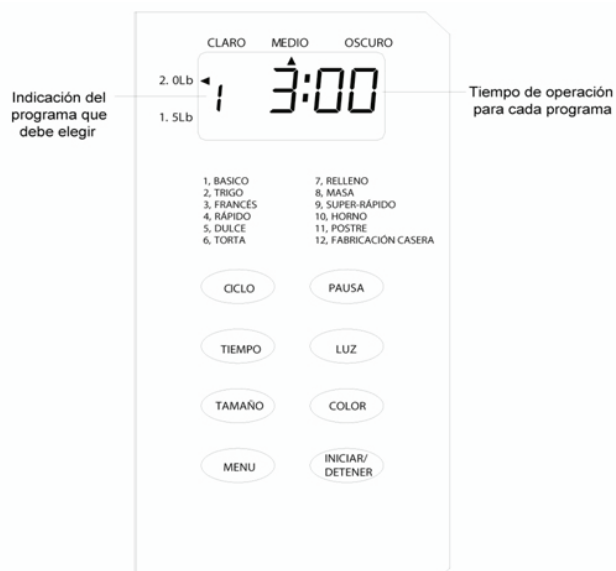 CLARO MEDIO OSCURO
2. 0Lb
1 3:00
1. 5Lb
Indicación del
programa que
debe elegir
Tiempo de operación
para cada programa
1, BASICO
2, TRIGO
3, FRANCÉS
4, RÁPIDO
5, DULCE
6, TORTA
7, RELLENO
8, MASA
9, SUPER-RÁPIDO
10, HORNO
11, POSTRE
12, FABRICACIÓN CASERA
CICLO
PAUSA
TIEMPO
LUZ
TAMAÑO
COLOR
MENU
INICIAR/
DETENER